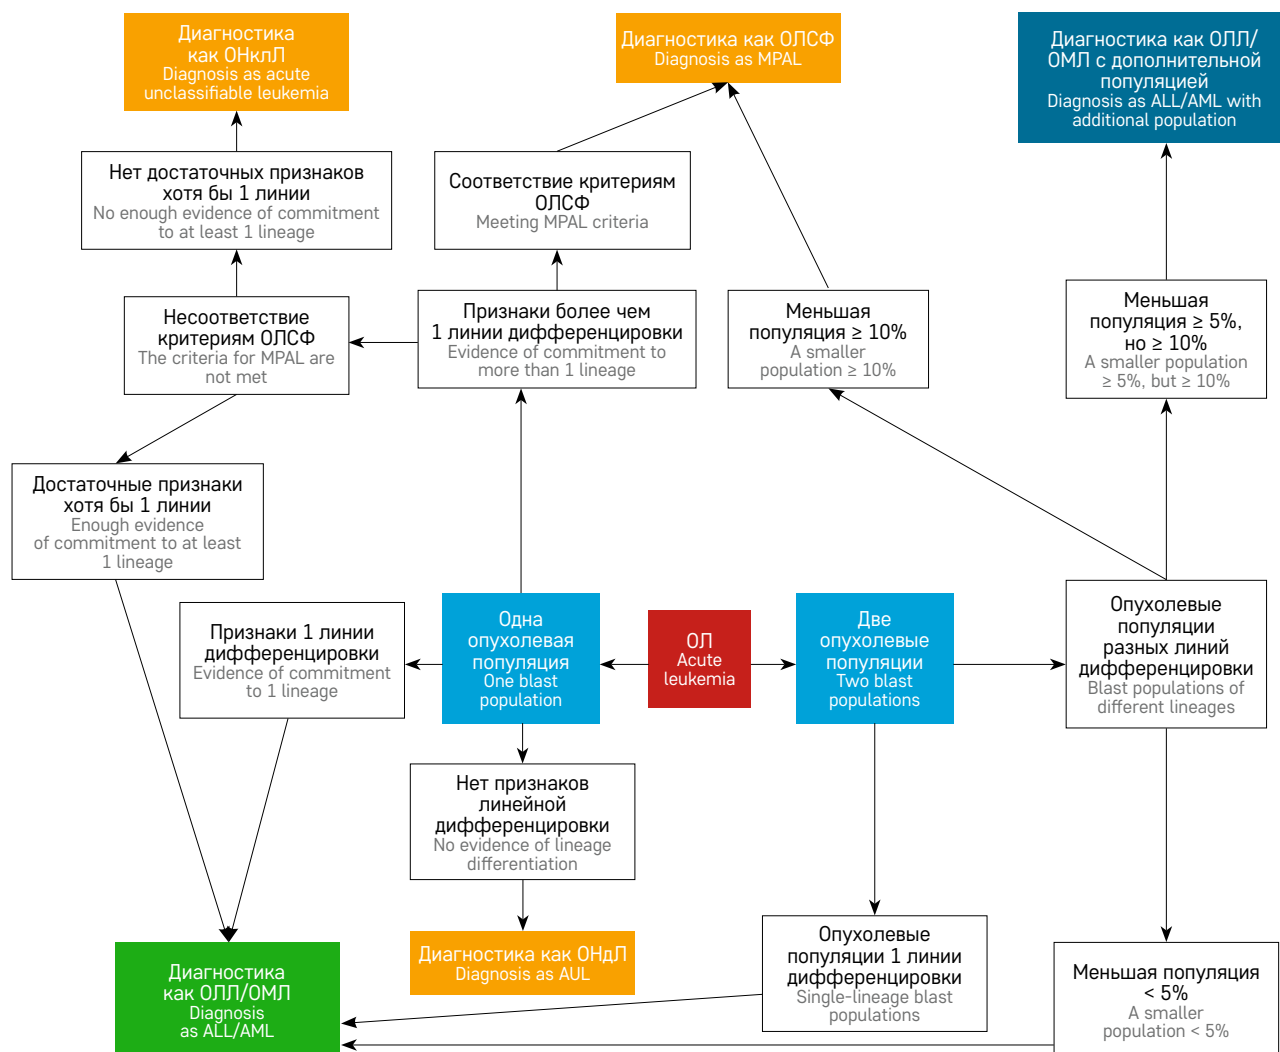 Диагностика
как ОНклЛ
Diagnosis as acute
unclassifiable leukemia
Диагностика как ОЛСФ
Diagnosis as MPAL
Диагностика как ОЛЛ/
ОМЛ с дополнительной
популяцией
Diagnosis as ALL/AML with
additional population
Нет достаточных признаков
хотя бы 1 линии
No enough evidence of commitment
to at least 1 lineage
Соответствие критериям
ОЛСФ
Meeting MPAL criteria
Несоответствие
критериям ОЛСФ
The criteria for MPAL are
not met
Признаки более чем
1 линии дифференцировки
Evidence of commitment to
more than 1 lineage
Меньшая
популяция ≥ 10%
A smaller
population ≥ 10%
Меньшая
популяция ≥ 5%,
но ≥ 10%
A smaller population
≥ 5%, but ≥ 10%
Достаточные признаки
хотя бы 1 линии
Enough evidence
of commitment to at least
1 lineage
Признаки 1 линии
дифференцировки
Evidence of commitment
to 1 lineage
Одна
опухолевая
популяция
One blast
population
ОЛ
Acute
leukemia
Две
опухолевые
популяции
Two blast
populations
Опухолевые
популяции
разных линий
дифференцировки
Blast populations of
different lineages
Нет признаков
линейной
дифференцировки
No evidence of lineage
differentiation
Диагностика как ОНдЛ
Diagnosis as AUL
Диагностика
как ОЛЛ/ОМЛ
Diagnosis
as ALL/AML
Опухолевые
популяции 1 линии
дифференцировки
Single-lineage blast
populations
Меньшая популяция
< 5%
A smaller
population < 5%